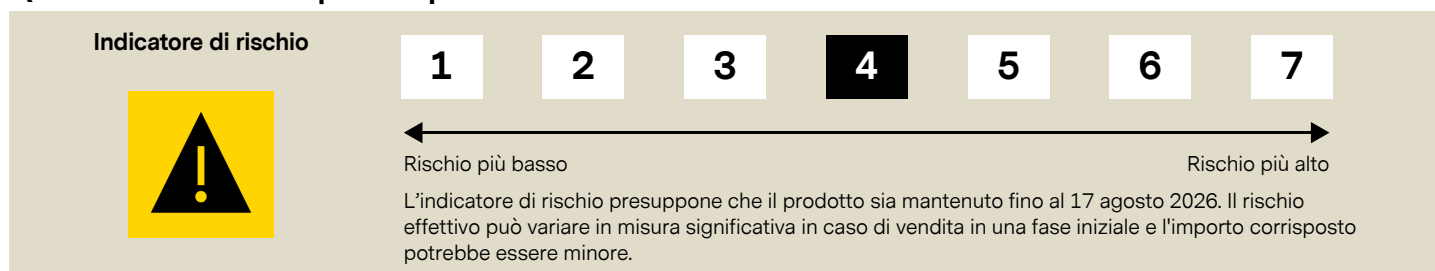 Indicatore di rischio
1 2 3 4 5 6 7
Rischio più basso Rischio più alto
L'indicatore di rischio presuppone che il prodotto sia mantenuto fino al 17 agosto 2026. Il rischio
effettivo può variare in misura significativa in caso di vendita in una fase iniziale e l'importo corrisposto
potrebbe essere minore.